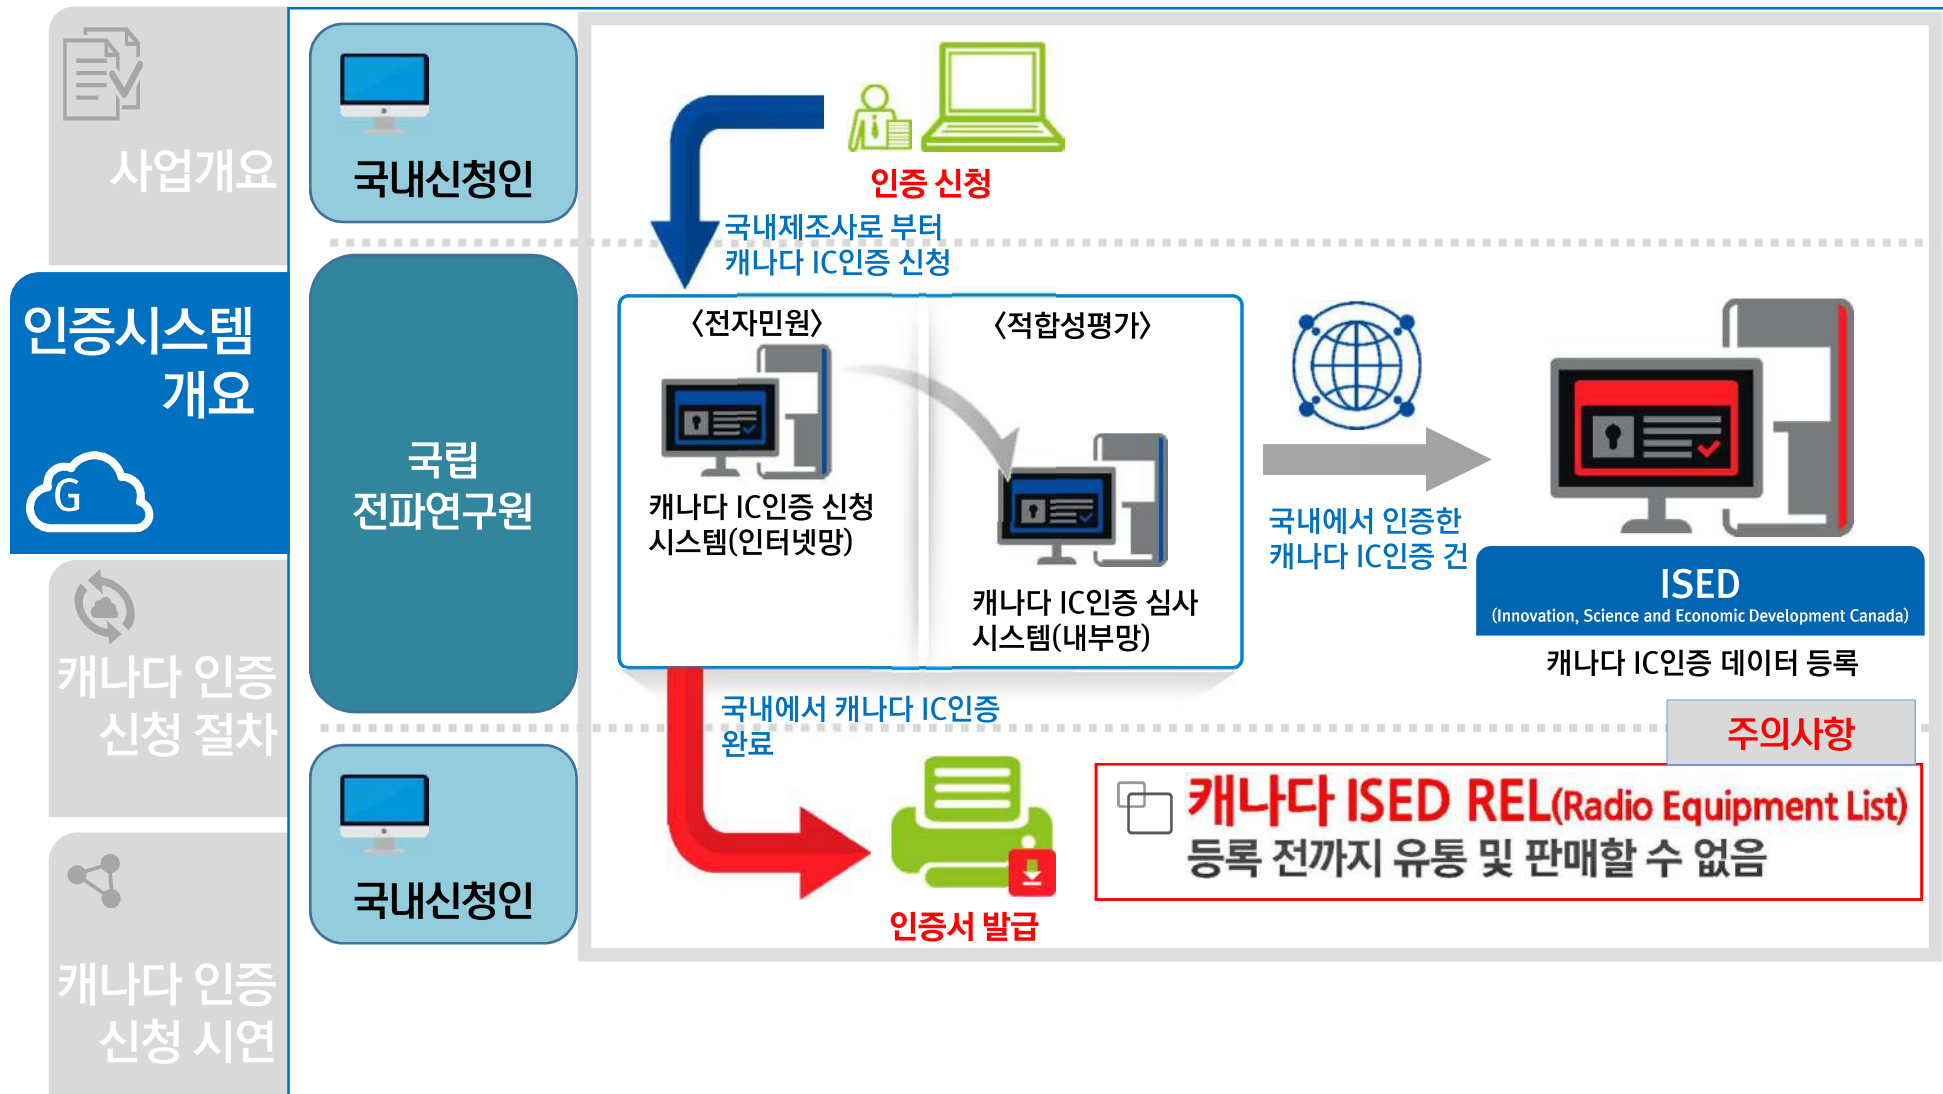 사업개요
인증시스템
개요
G
캐나다 인증
신청 절차
캐나다 인증
신청 시연
국내신청인
인증 신청
국내제조사로 부터
캐나다 IC인증 신청
국립
전파연구원
〈전자민원〉
〈적합성평가〉
캐나다 IC인증 신청
시스템(인터넷망)
캐나다 IC인증 심사
시스템(내부망)
국내에서 인증한
캐나다 IC인증 건
ISED
(Innovation, Science and Economic Development Canada)
캐나다 IC인증 데이터 등록
국내에서 캐나다 IC인증
완료
국내신청인
인증서 발급
주의사항
캐나다 ISED REL(Radio Equipment List)
등록 전까지 유통 및 판매할 수 없음